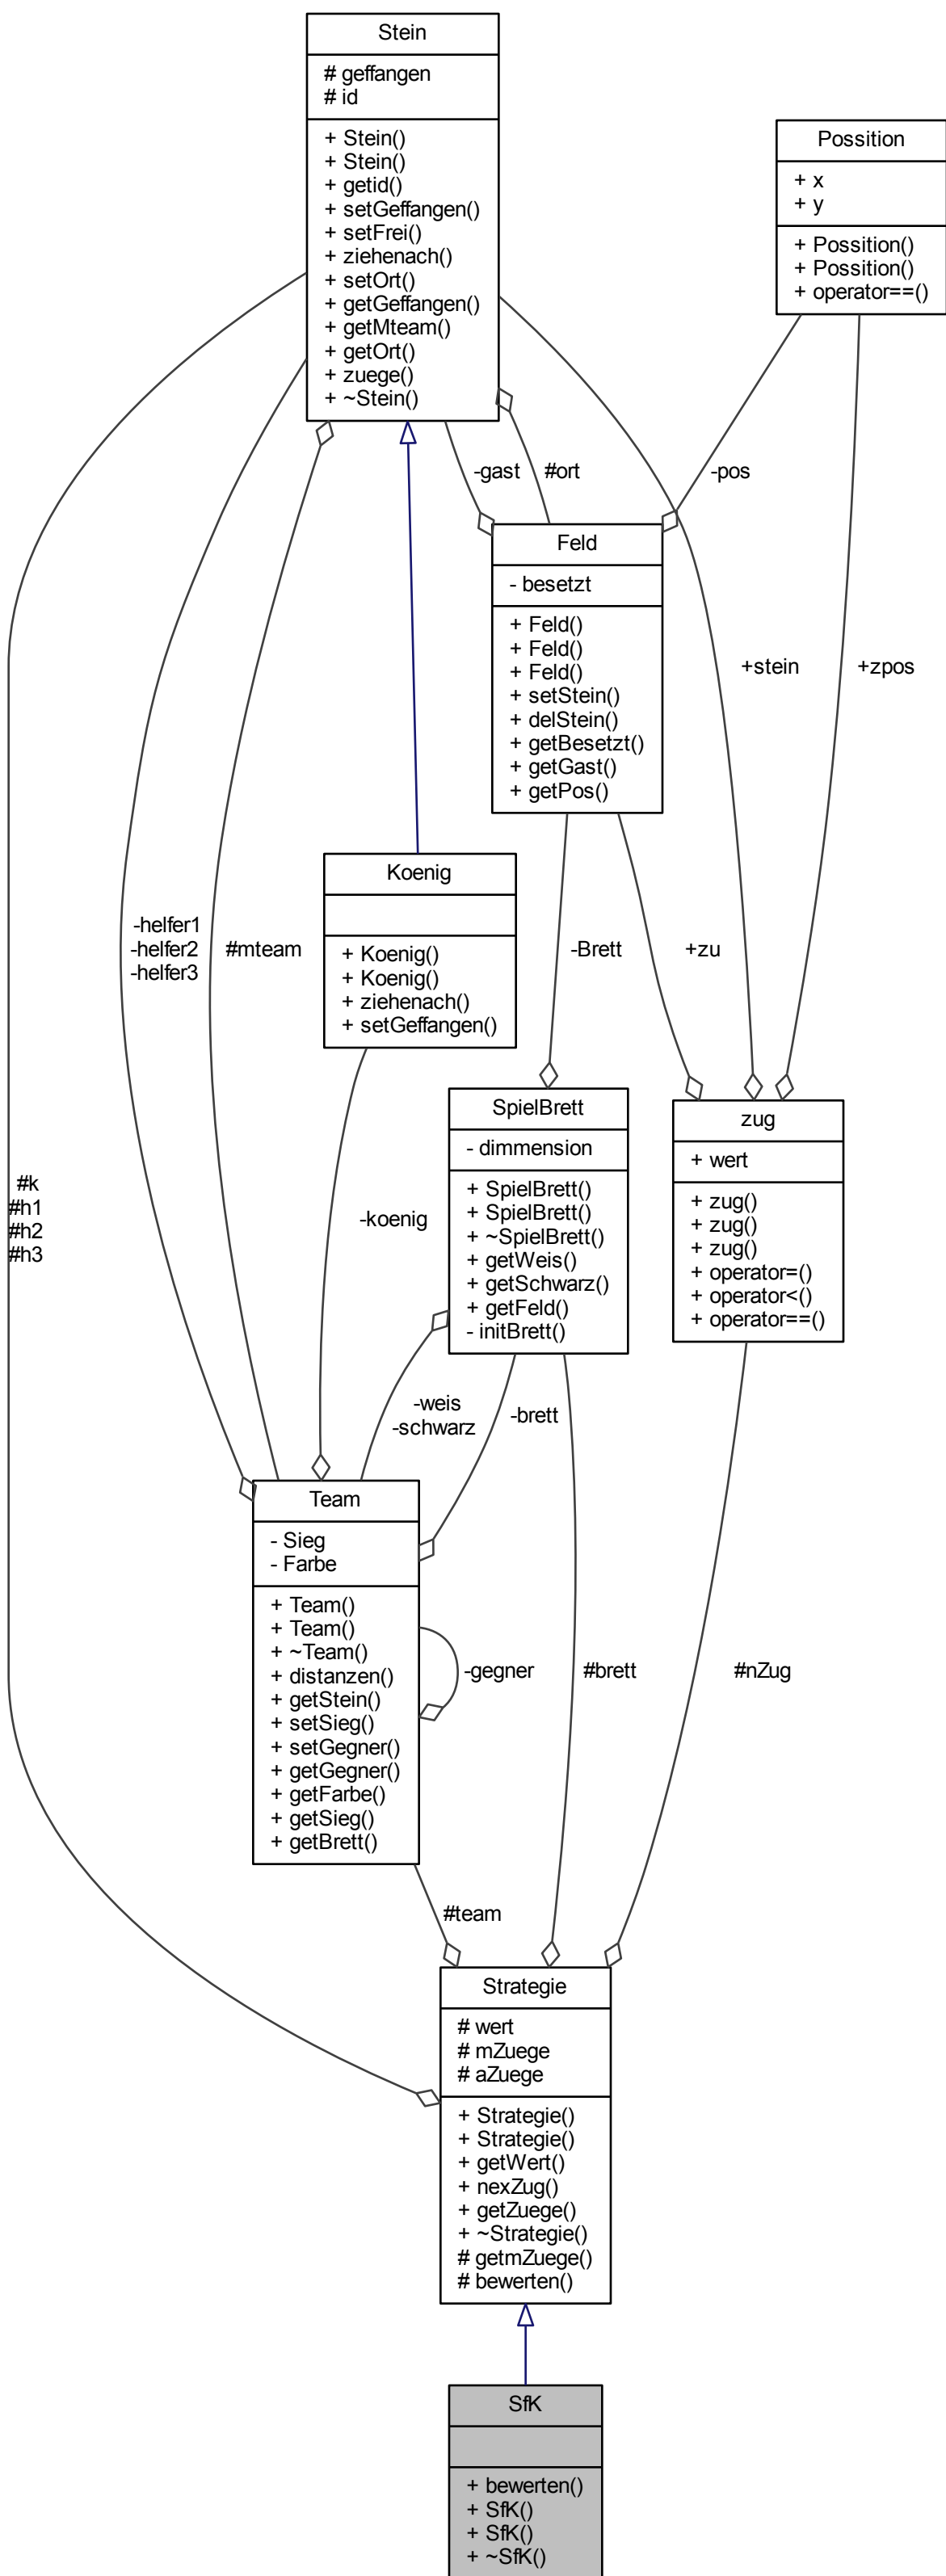 Stein
# geffangen
# id
+ Stein()
+ Stein()
+ getid()
+ setGeffangen()
+ setFrei()
+ ziehenach()
+ setOrt()
+ getGeffangen()
+ getMteam()
+ getOrt()
+ zuege()
+ ~Stein()
Possition
+ x
+ y
+ Possition()
+ Possition()
+ operator==()
-gast
#ort
-pos
Feld
- besetzt
+ Feld()
+ Feld()
+ Feld()
+ setStein()
+ delStein()
+ getBesetzt()
+ getGast()
+ getPos()
+stein
+zpos
Koenig
+ Koenig()
+ Koenig()
+ ziehenach()
+ setGeffangen()
-helfer1
-helfer2
-helfer3
#mteam
-Brett
+zu
SpielBrett
- dimmension
+ SpielBrett()
+ SpielBrett()
+ ~SpielBrett()
+ getWeis()
+ getSchwarz()
+ getFeld()
- initBrett()
zug
+ wert
+ zug()
+ zug()
+ zug()
+ operator=()
+ operator<()
+ operator==()
#k
#h1
#h2
#h3
-koenig
-weis
-schwarz
-brett
Team
- Sieg
- Farbe
+ Team()
+ Team()
+ ~Team()
+ distanzen()
+ getStein()
+ setSieg()
+ setGegner()
+ getGegner()
+ getFarbe()
+ getSieg()
+ getBrett()
-gegner
#brett
#nZug
#team
Strategie
# wert
# mZuege
# aZuege
+ Strategie()
+ Strategie()
+ getWert()
+ nexZug()
+ getZuege()
+ ~Strategie()
# getmZuege()
# bewerten()
SfK
+ bewerten()
+ SfK()
+ SfK()
+ ~SfK()